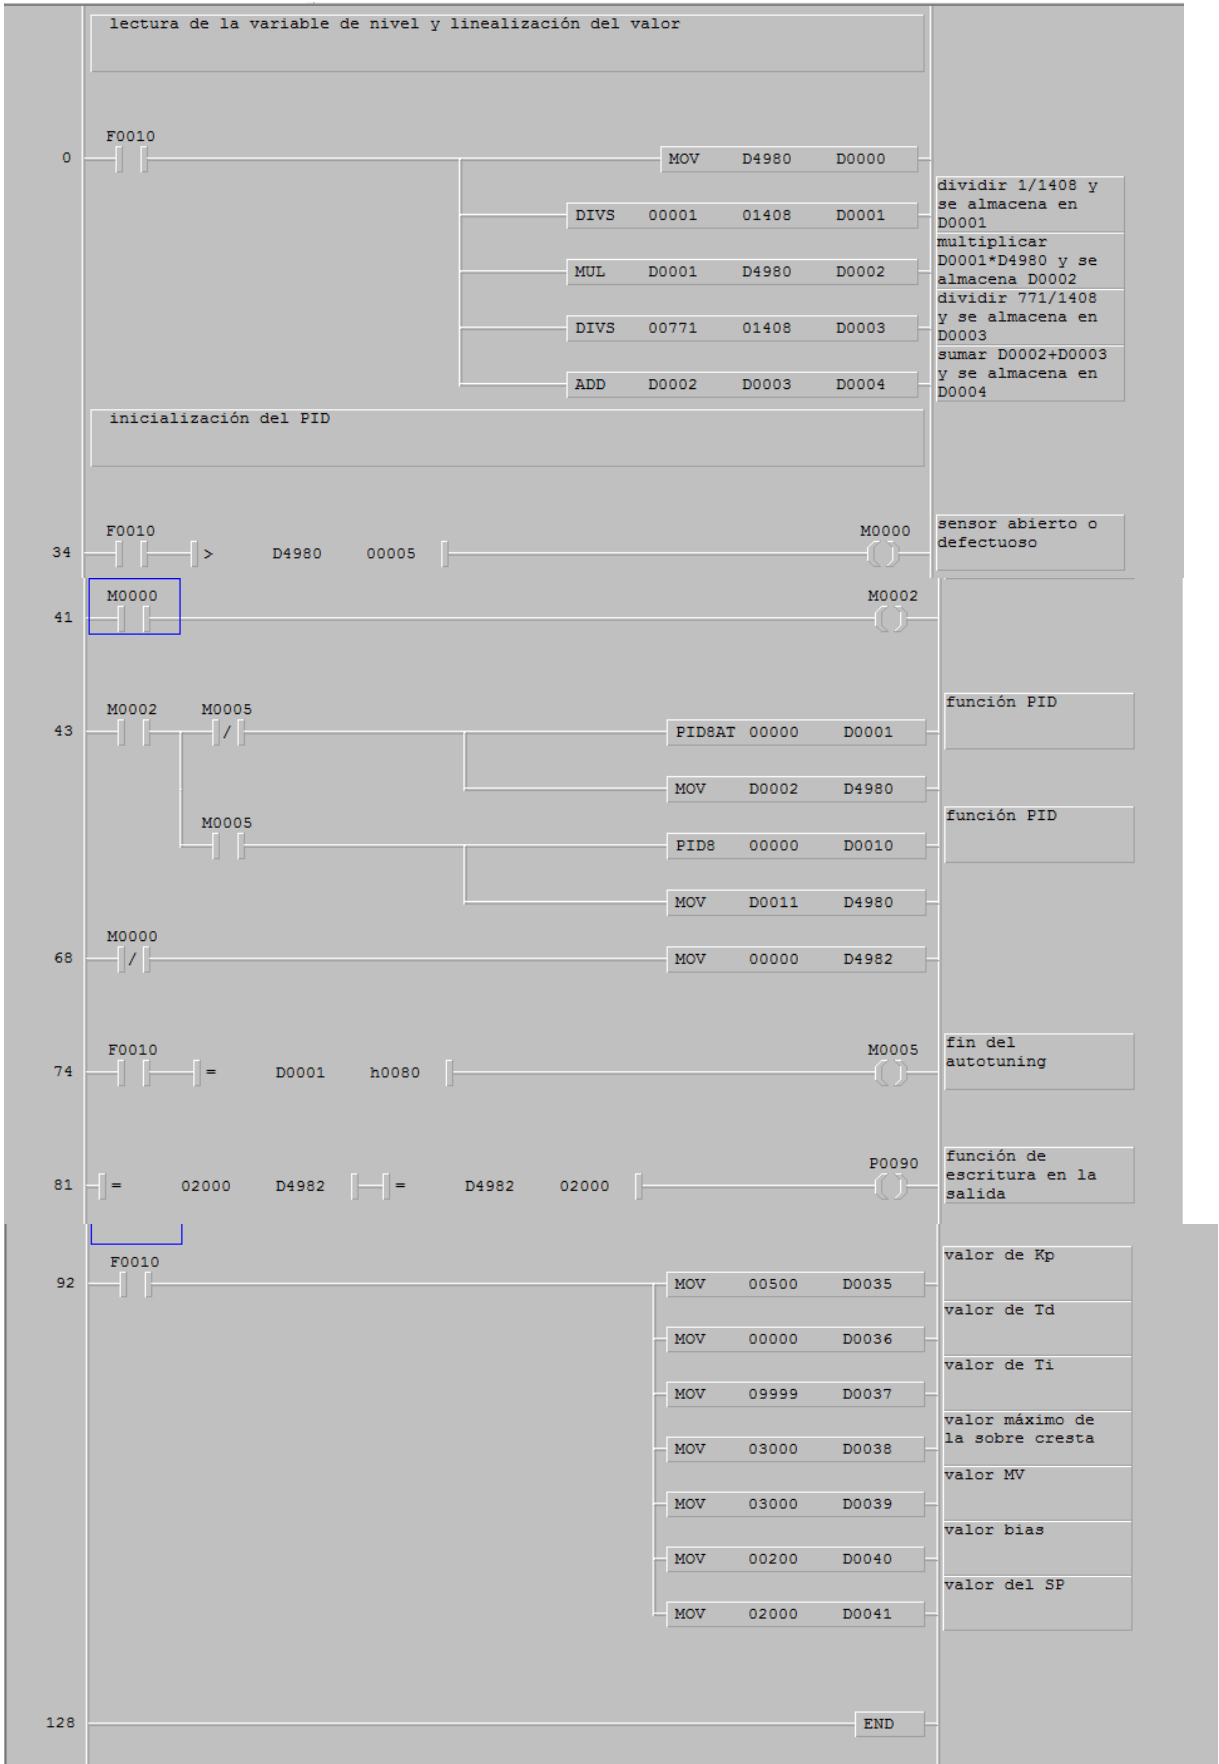 lectura de la variable de nivel y linealización del valor
F0010
0 MOV D4980 D0000
DIVS 00001 01408 D0001
dividir 1/1408 y
se almacena en
D0001
MUL D0001 D4980 D0002
multiplicar
D0001*D4980 y se
almacena D0002
DIVS 00771 01408 D0003
dividir 771/1408
y se almacena en
D0003
ADD D0002 D0003 D0004
sumar D0002+D0003
y se almacena en
D0004
inicialización del PID
F0010 M0000
34 > D4980 00005
sensor abierto o
defectuoso
M0000 M0002
41
M0002 M0005
43 / PID8AT 00000 D0001
función PID
MOV D0002 D4980
M0005
PID8 00000 D0010
función PID
MOV D0011 D4980
M0000
68 / MOV 00000 D4982
F0010 M0005
74 = D0001 h0080
fin del
autotuning
P0090
81 = 02000 D4982 = D4982 02000
función de
escritura en la
salida
F0010
92 MOV 00500 D0035
valor de Kp
MOV 00000 D0036
valor de Td
MOV 09999 D0037
valor de Ti
MOV 03000 D0038
valor máximo de
la sobre cresta
MOV 03000 D0039
valor MV
MOV 00200 D0040
valor bias
MOV 02000 D0041
valor del SP
128 END